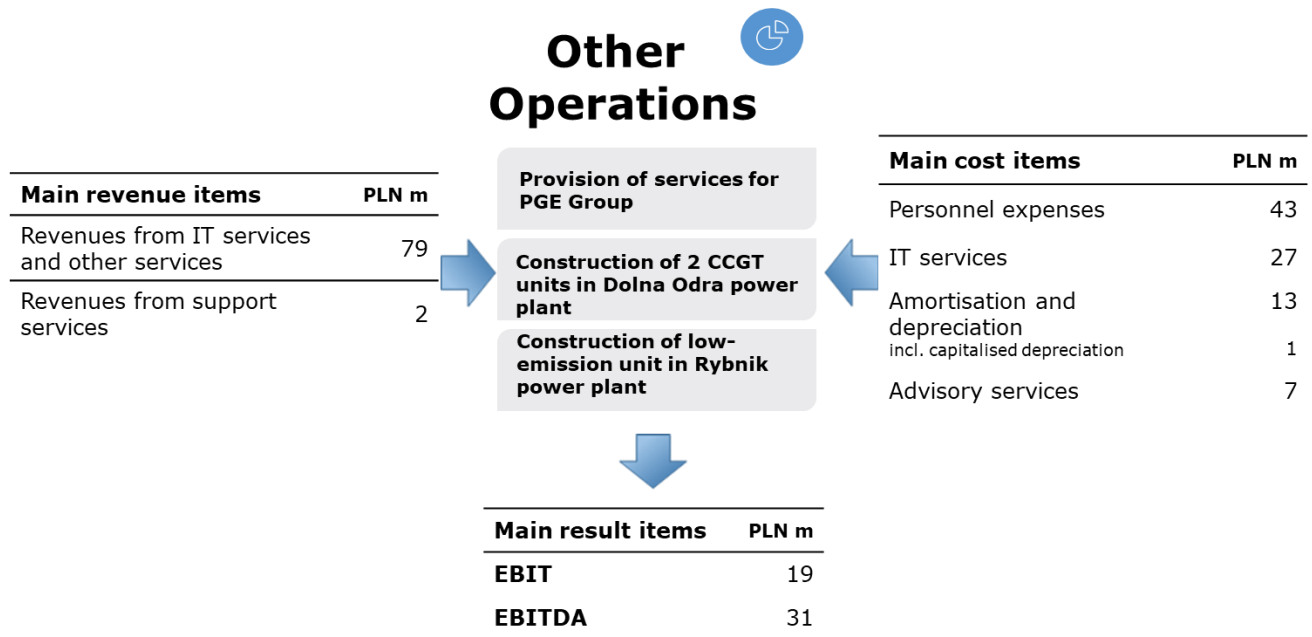 Other
Operations
Main revenue items PLN m
Revenues from IT services
and other services 79
Revenues from support
services 2
Provision of services for
PGE Group
Construction of 2 CCGT
units in Dolna Odra power
plant
Construction of low-
emission unit in Rybnik
power plant
Main cost items PLN m
Personnel expenses 43
IT services 27
Amortisation and 13
depreciation
incl. capitalised depreciation 1
Advisory services 7
Main result items PLN m
EBIT 19
EBITDA 31